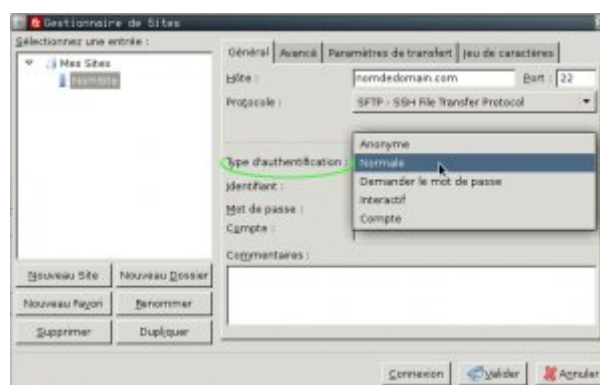 Gestionnaire de Sites
Sélectionnez une entrée :
Mes Sites
NormSite
Général Avancé Paramètres de transfert Jeu de caractères
Hôte : nomdedomain.com Port : 22
Protocole : SFTP - SSH File Transfer Protocol
Anonyme
Type d'authentification : Normale
Demander le mot de passe
Identifiant :
Interactif
Mot de passe :
Compte
Compte :
Commentaires :
Nouveau Site Nouveau Dossier
Nouveau Favori Renommer
Supprimer Dupliquer
Connexion Valider Annuler